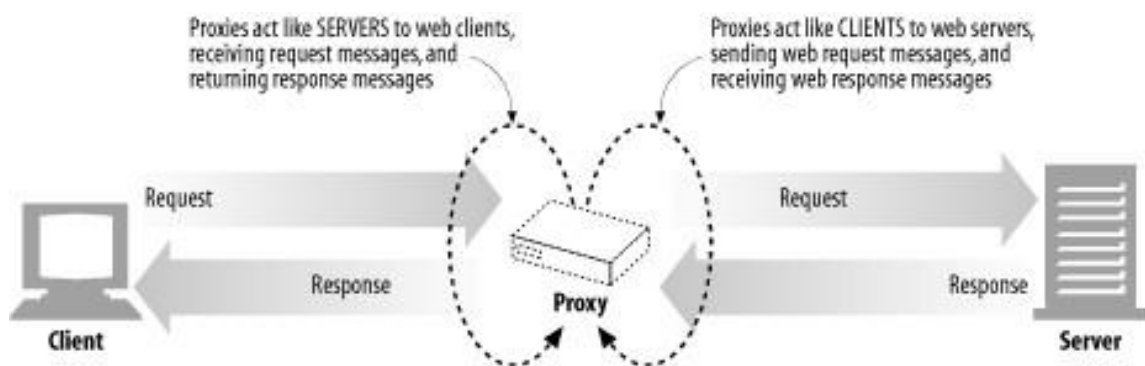 Proxies act like SERVERS to web clients,
receiving request messages, and
returning response messages
Proxies act like CLIENTS to web servers,
sending web request messages, and
receiving web response messages
Request
Request
Response
Response
Proxy
Client
Server